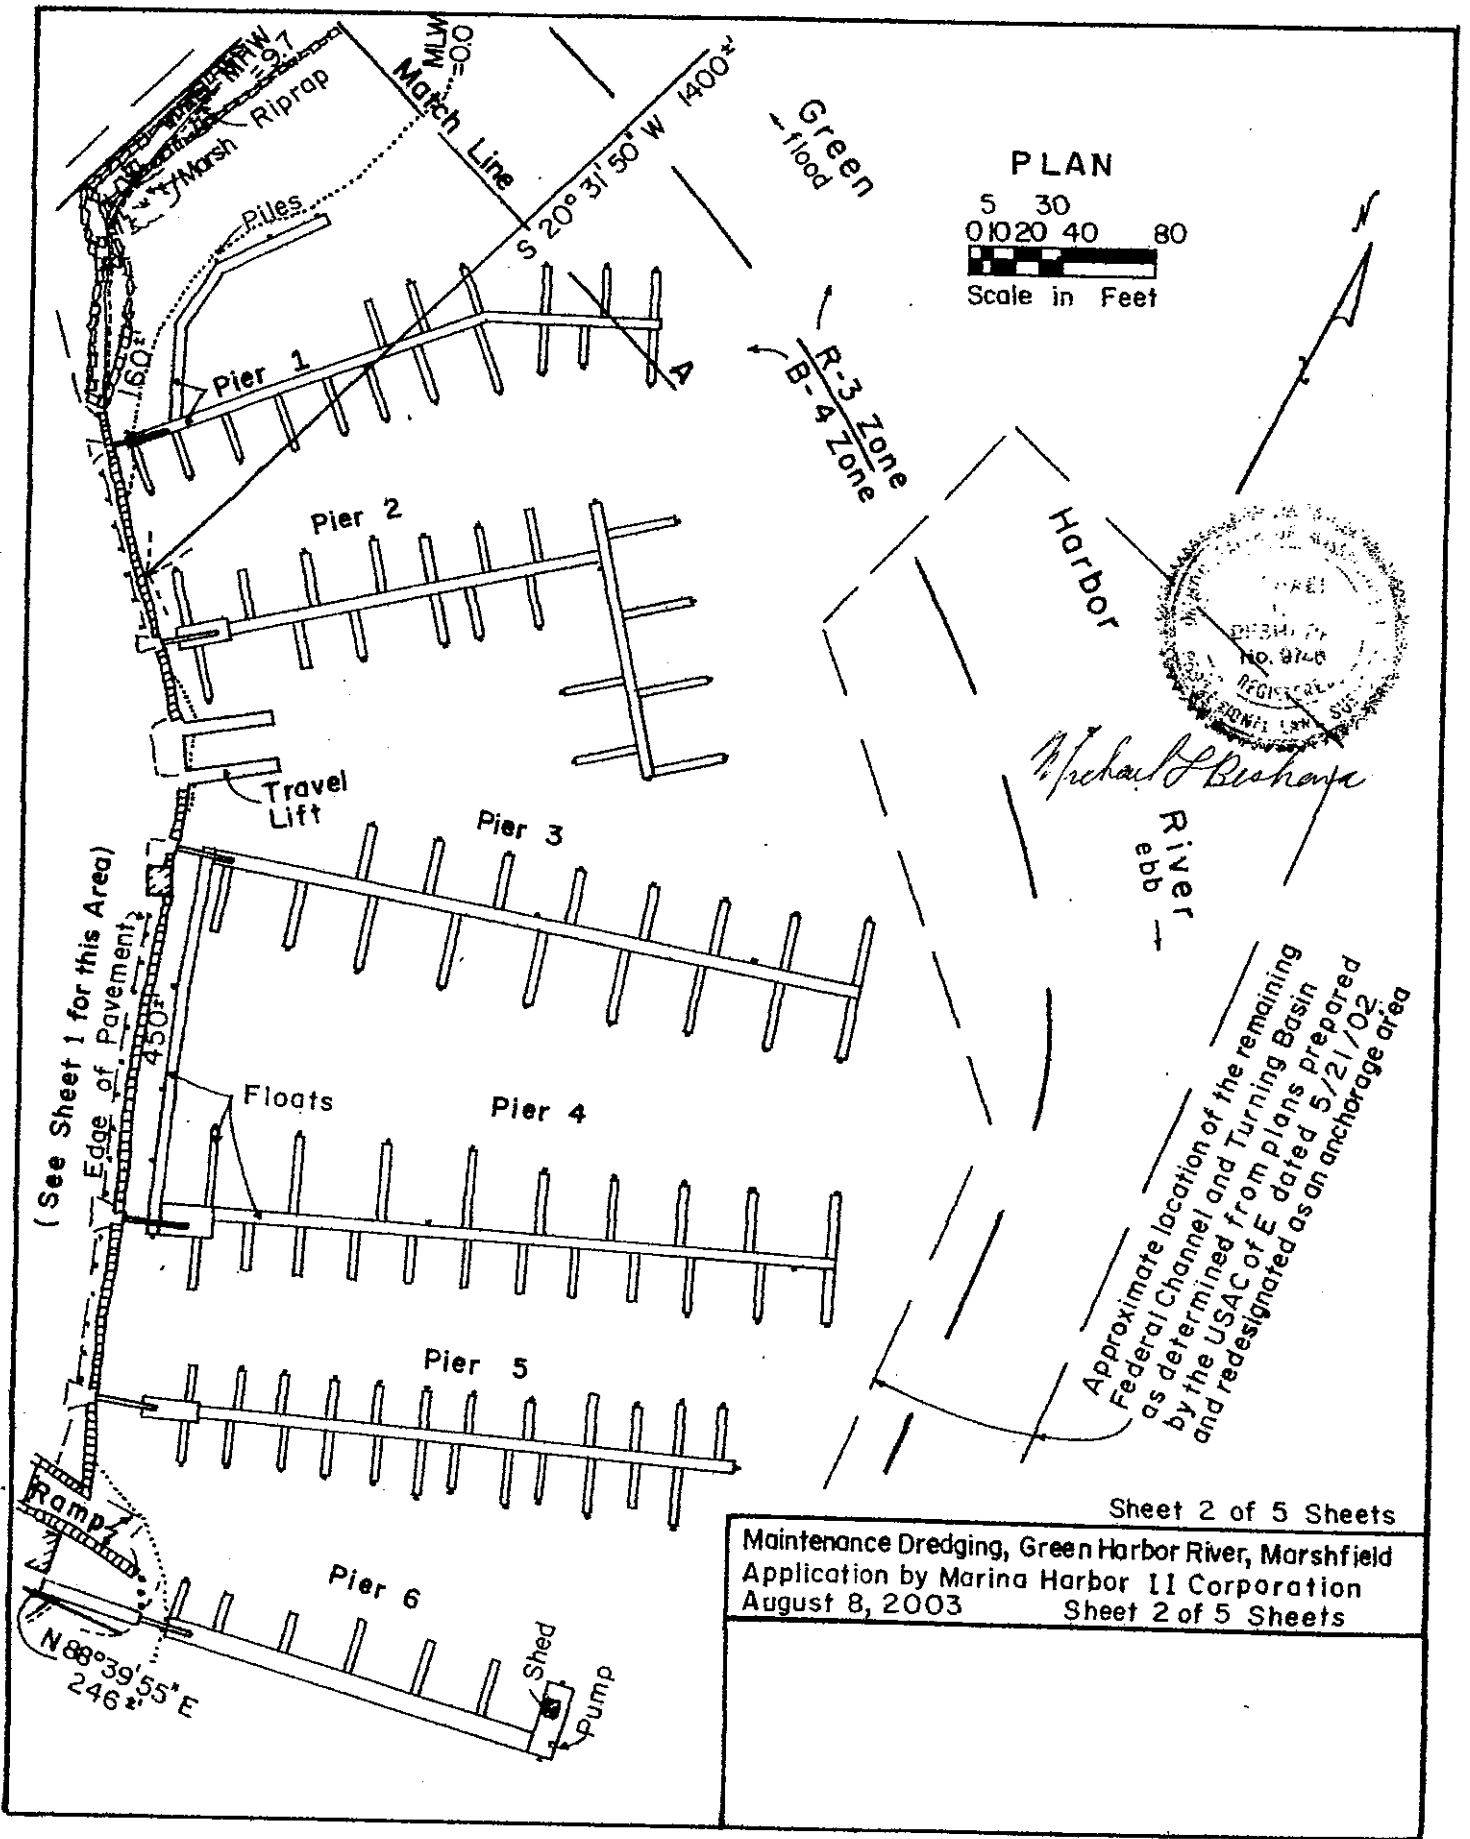 MHW
=9.7
Riprap
Marsh
MLW
=0.0
Match Line
S 20° 31' 50" W 1400±'
Green
flood
PLAN
5 30
0 10 20 40 80
Scale in Feet
N
Piles
160±'
Pier 1
A
R-3 Zone
B-4 Zone
Pier 2
Harbor
No. 9748
REGISTERED
Travel
Lift
Pier 3
River
ebb
(See Sheet 1 for this Area)
Edge of Pavement
450±'
Floats
Pier 4
Approximate location of the remaining
Federal Channel and Turning Basin
as determined from plans prepared
by the USAC of E dated 5/21/02
and redesignated as an anchorage area
Pier 5
Ramp
Pier 6
Shed
Pump
N 88° 39' 55" E
246±'
Sheet 2 of 5 Sheets
Maintenance Dredging, Green Harbor River, Marshfield
Application by Marina Harbor II Corporation
August 8, 2003 Sheet 2 of 5 Sheets